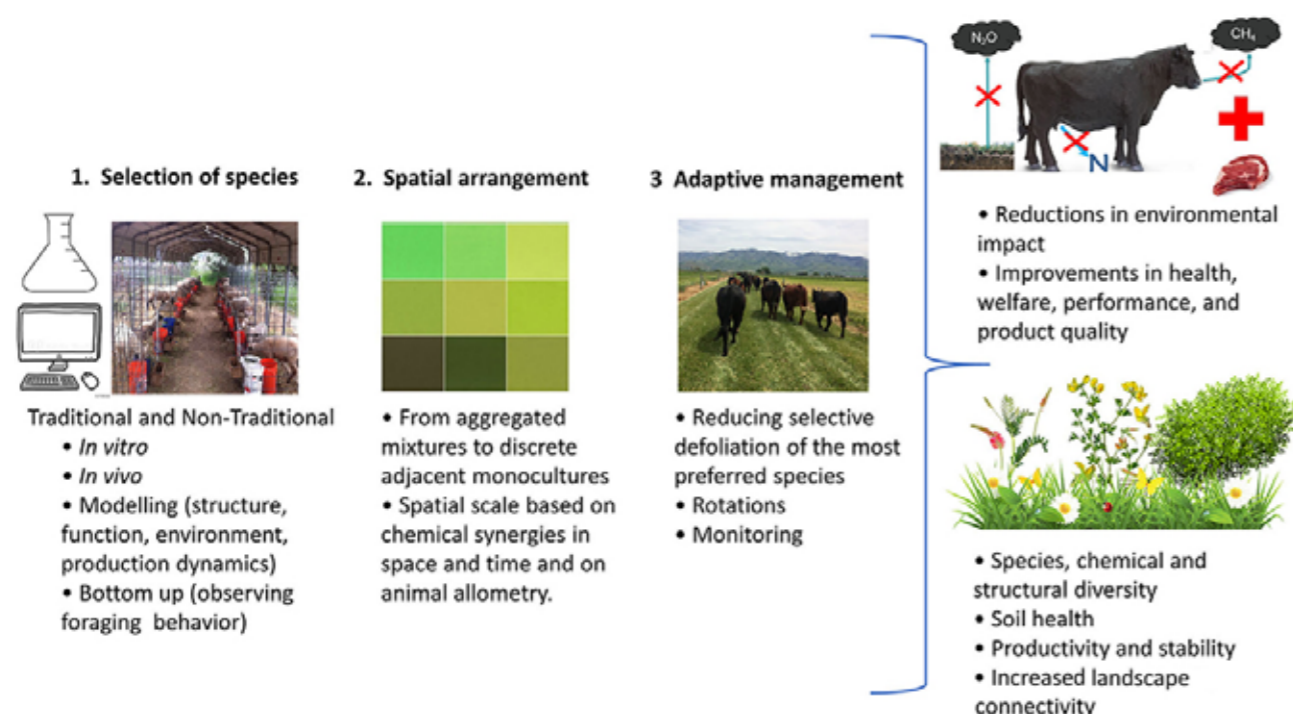 1. Selection of species
Traditional and Non-Traditional
• In vitro
• In vivo
• Modelling (structure,
function, environment,
production dynamics)
• Bottom up (observing
foraging behavior)
2. Spatial arrangement
• From aggregated
mixtures to discrete
adjacent monocultures
• Spatial scale based on
chemical synergies in
space and time and on
animal allometry.
3 Adaptive management
• Reducing selective
defoliation of the most
preferred species
• Rotations
• Monitoring
N₂O
CH₄
N
• Reductions in environmental
impact
• Improvements in health,
welfare, performance, and
product quality
• Species, chemical and
structural diversity
• Soil health
• Productivity and stability
• Increased landscape
connectivity